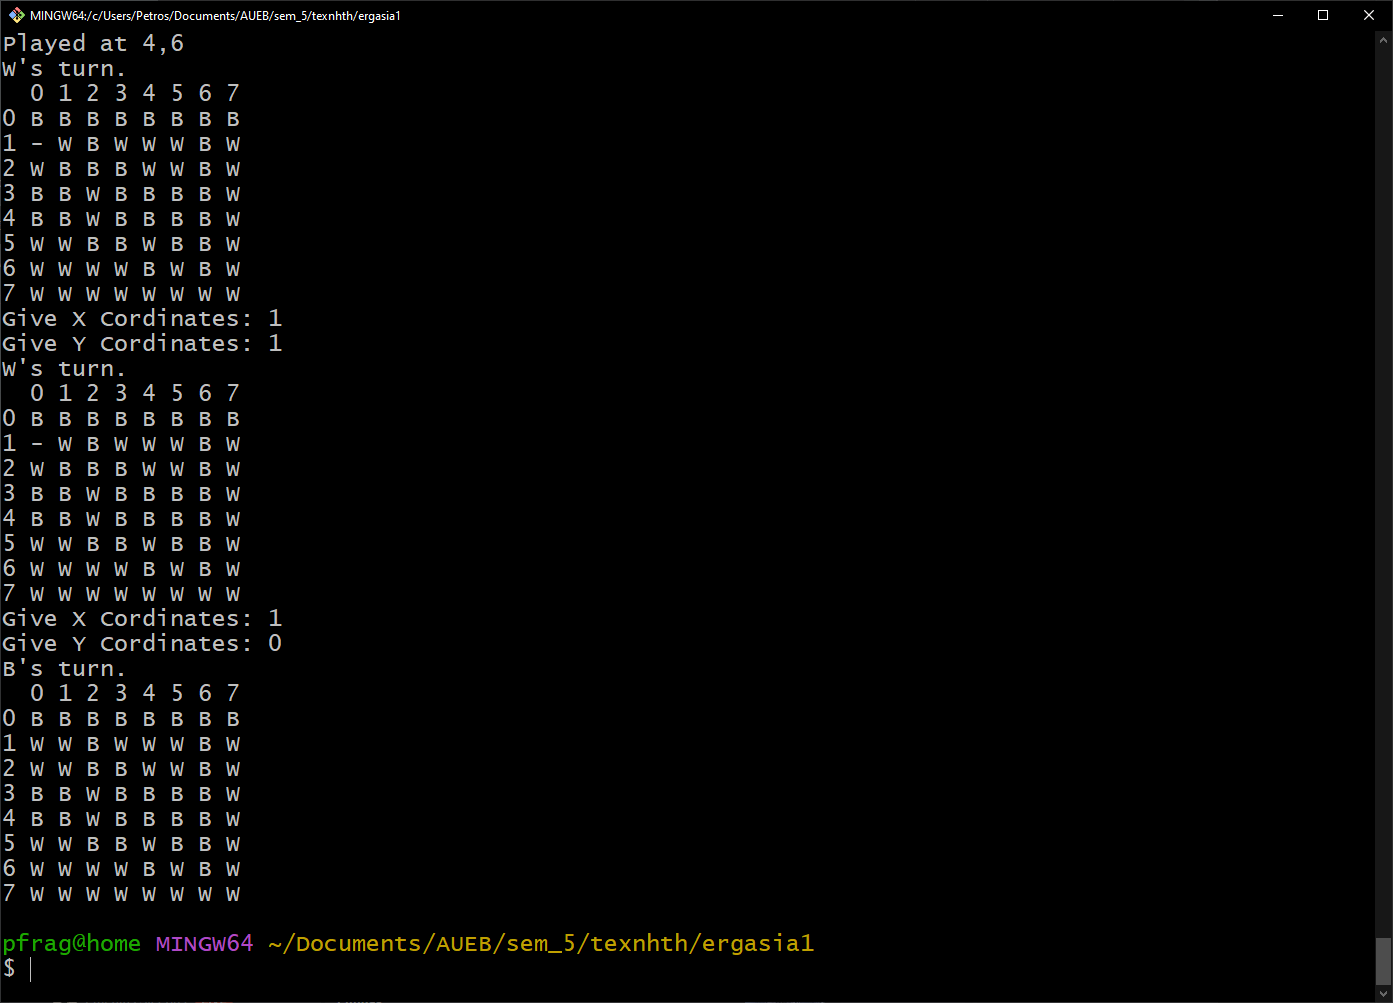 MINGW64:/c/Users/Petros/Documents/AUEB/sem_5/texnhth/ergasia1
Played at 4,6
W's turn.
  0 1 2 3 4 5 6 7
0 B B B B B B B B
1 - W B W W W B W
2 W B B B W W B W
3 B B W B B B B W
4 B B W B B B B W
5 W W B B W B B W
6 W W W W B W B W
7 W W W W W W W W
Give X Cordinates: 1
Give Y Cordinates: 1
W's turn.
  0 1 2 3 4 5 6 7
0 B B B B B B B B
1 - W B W W W B W
2 W B B B W W B W
3 B B W B B B B W
4 B B W B B B B W
5 W W B B W B B W
6 W W W W B W B W
7 W W W W W W W W
Give X Cordinates: 1
Give Y Cordinates: 0
B's turn.
  0 1 2 3 4 5 6 7
0 B B B B B B B B
1 W W B W W W B W
2 W W B B W W B W
3 B B W B B B B W
4 B B W B B B B W
5 W W B B W B B W
6 W W W W B W B W
7 W W W W W W W W
pfrag@home MINGW64 ~/Documents/AUEB/sem_5/texnhth/ergasia1
$